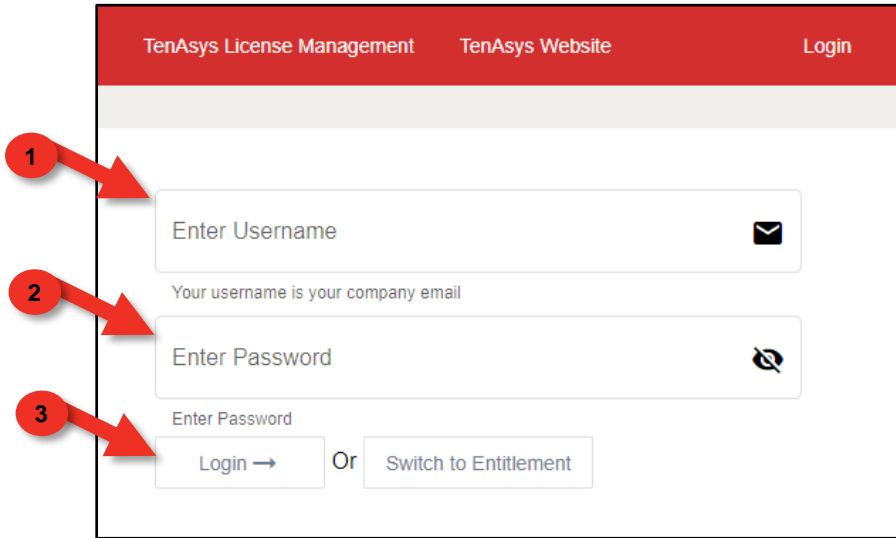 TenAsys License Management TenAsys Website Login
1
Enter Username
Your username is your company email
2
Enter Password
Enter Password
3
Login → Or Switch to Entitlement